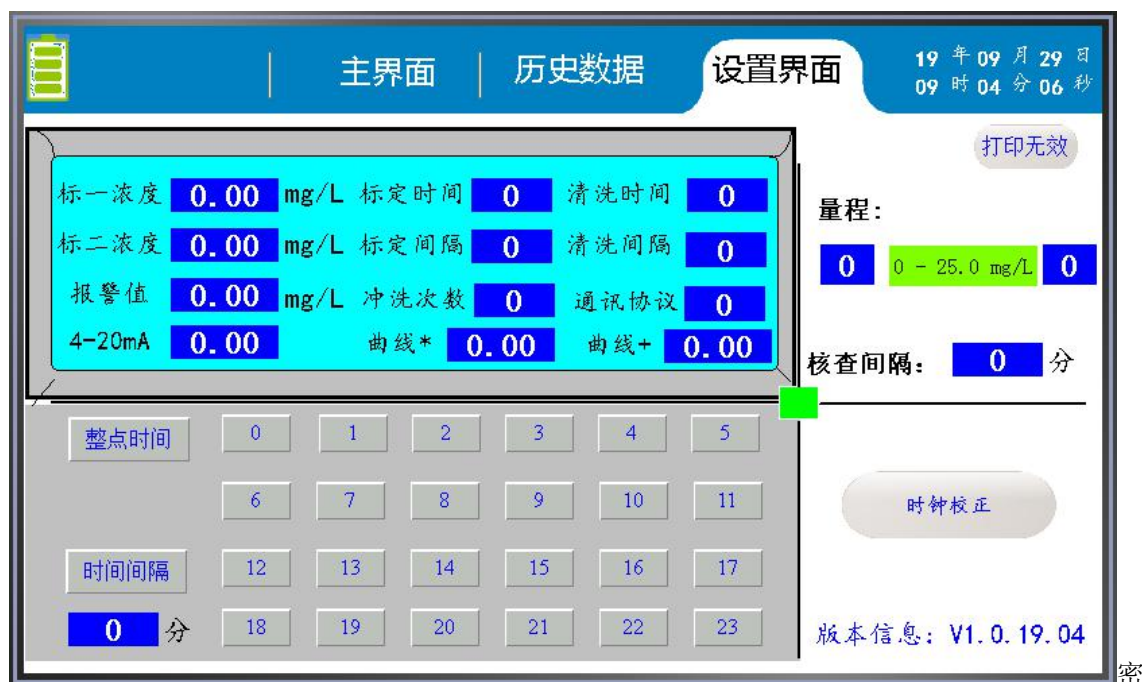 主界面 历史数据 设置界面 19 年 09 月 29 日
09 时 04 分 06 秒
打印无效
标一浓度 0.00 mg/L 标定时间 0 清洗时间 0
标二浓度 0.00 mg/L 标定间隔 0 清洗间隔 0
报警值 0.00 mg/L 冲洗次数 0 通讯协议 0
4-20mA 0.00 曲线* 0.00 曲线+ 0.00
量程:
0 0 - 25.0 mg/L 0
核查间隔: 0 分
整点时间 0 1 2 3 4 5
6 7 8 9 10 11
时间间隔 12 13 14 15 16 17
0 分 18 19 20 21 22 23
时钟校正
版本信息: V1.0.19.04
密